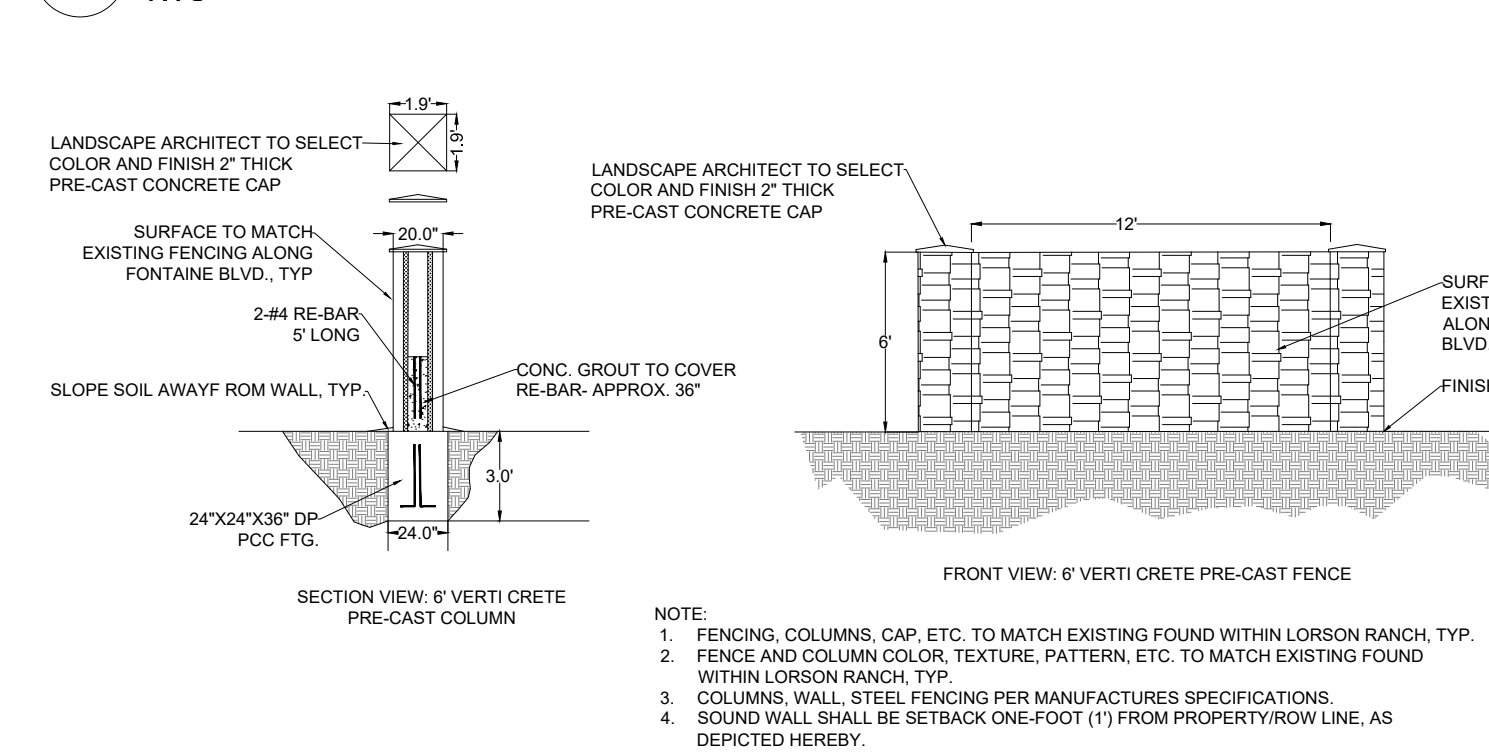 1.9'
1.9'
LANDSCAPE ARCHITECT TO SELECT
COLOR AND FINISH 2" THICK
PRE-CAST CONCRETE CAP
SURFACE TO MATCH
EXISTING FENCING ALONG
FONTAINE BLVD., TYP
20.0"
2-#4 RE-BAR
5' LONG
CONC. GROUT TO COVER
RE-BAR- APPROX. 36"
SLOPE SOIL AWAYF ROM WALL, TYP.
3.0'
24"X24"X36" DP
PCC FTG.
24.0"
SECTION VIEW: 6' VERTI CRETE
PRE-CAST COLUMN
LANDSCAPE ARCHITECT TO SELECT
COLOR AND FINISH 2" THICK
PRE-CAST CONCRETE CAP
12'
6'
SURF
EXIST
ALON
BLVD.
FINIS
FRONT VIEW: 6' VERTI CRETE PRE-CAST FENCE
NOTE:
1. FENCING, COLUMNS, CAP, ETC. TO MATCH EXISTING FOUND WITHIN LORSON RANCH, TYP.
2. FENCE AND COLUMN COLOR, TEXTURE, PATTERN, ETC. TO MATCH EXISTING FOUND
WITHIN LORSON RANCH, TYP.
3. COLUMNS, WALL, STEEL FENCING PER MANUFACTURES SPECIFICATIONS.
4. SOUND WALL SHALL BE SETBACK ONE-FOOT (1') FROM PROPERTY/ROW LINE, AS
DEPICTED HEREBY.